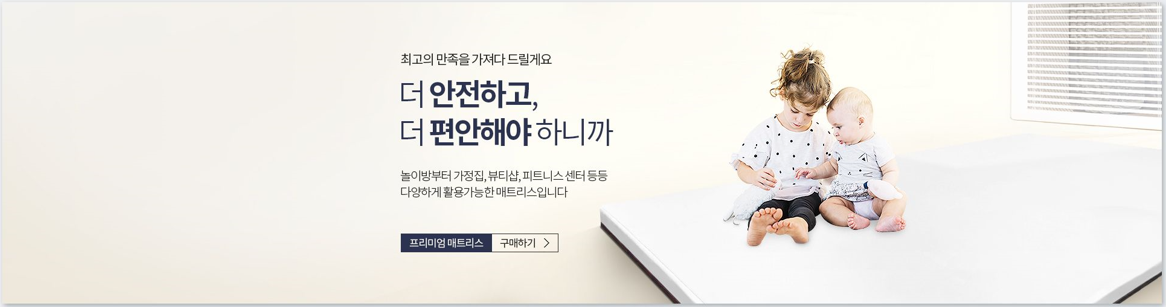 최고의 만족을 가져다 드릴게요
더 안전하고,
더 편안해야 하니까
놀이방부터 가정집, 뷰티샵, 피트니스 센터 등등
다양하게 활용가능한 매트리스입니다
프리미엄 매트리스 구매하기 >